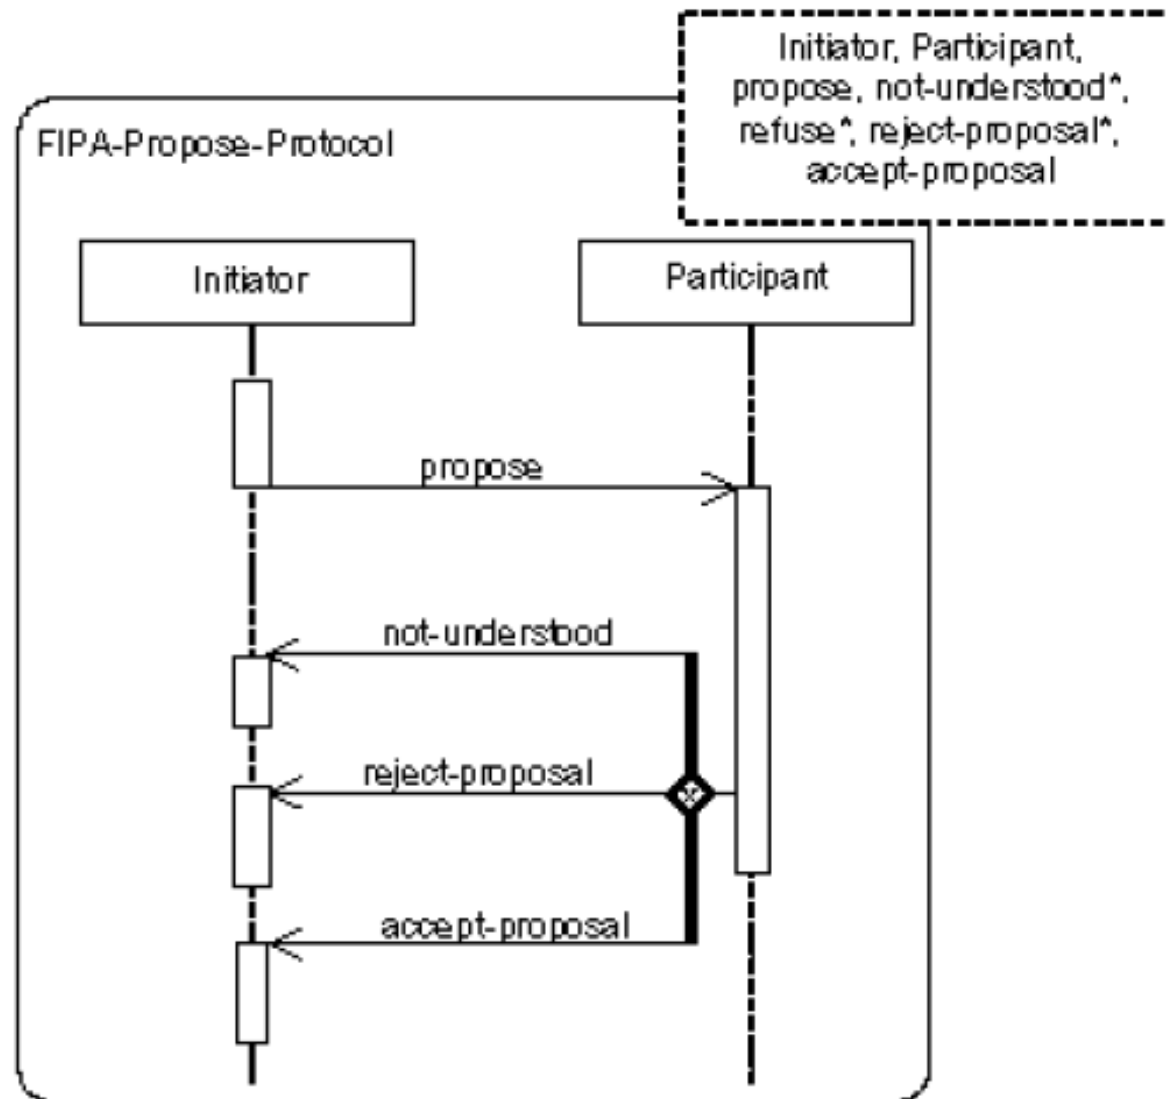 Initiator, Participant,
propose, not-understood*,
refuse*, reject-proposal*,
accept-proposal
FIPA-Propose-Protocol
Initiator
Participant
propose
not-understood
reject-proposal
x
accept-proposal